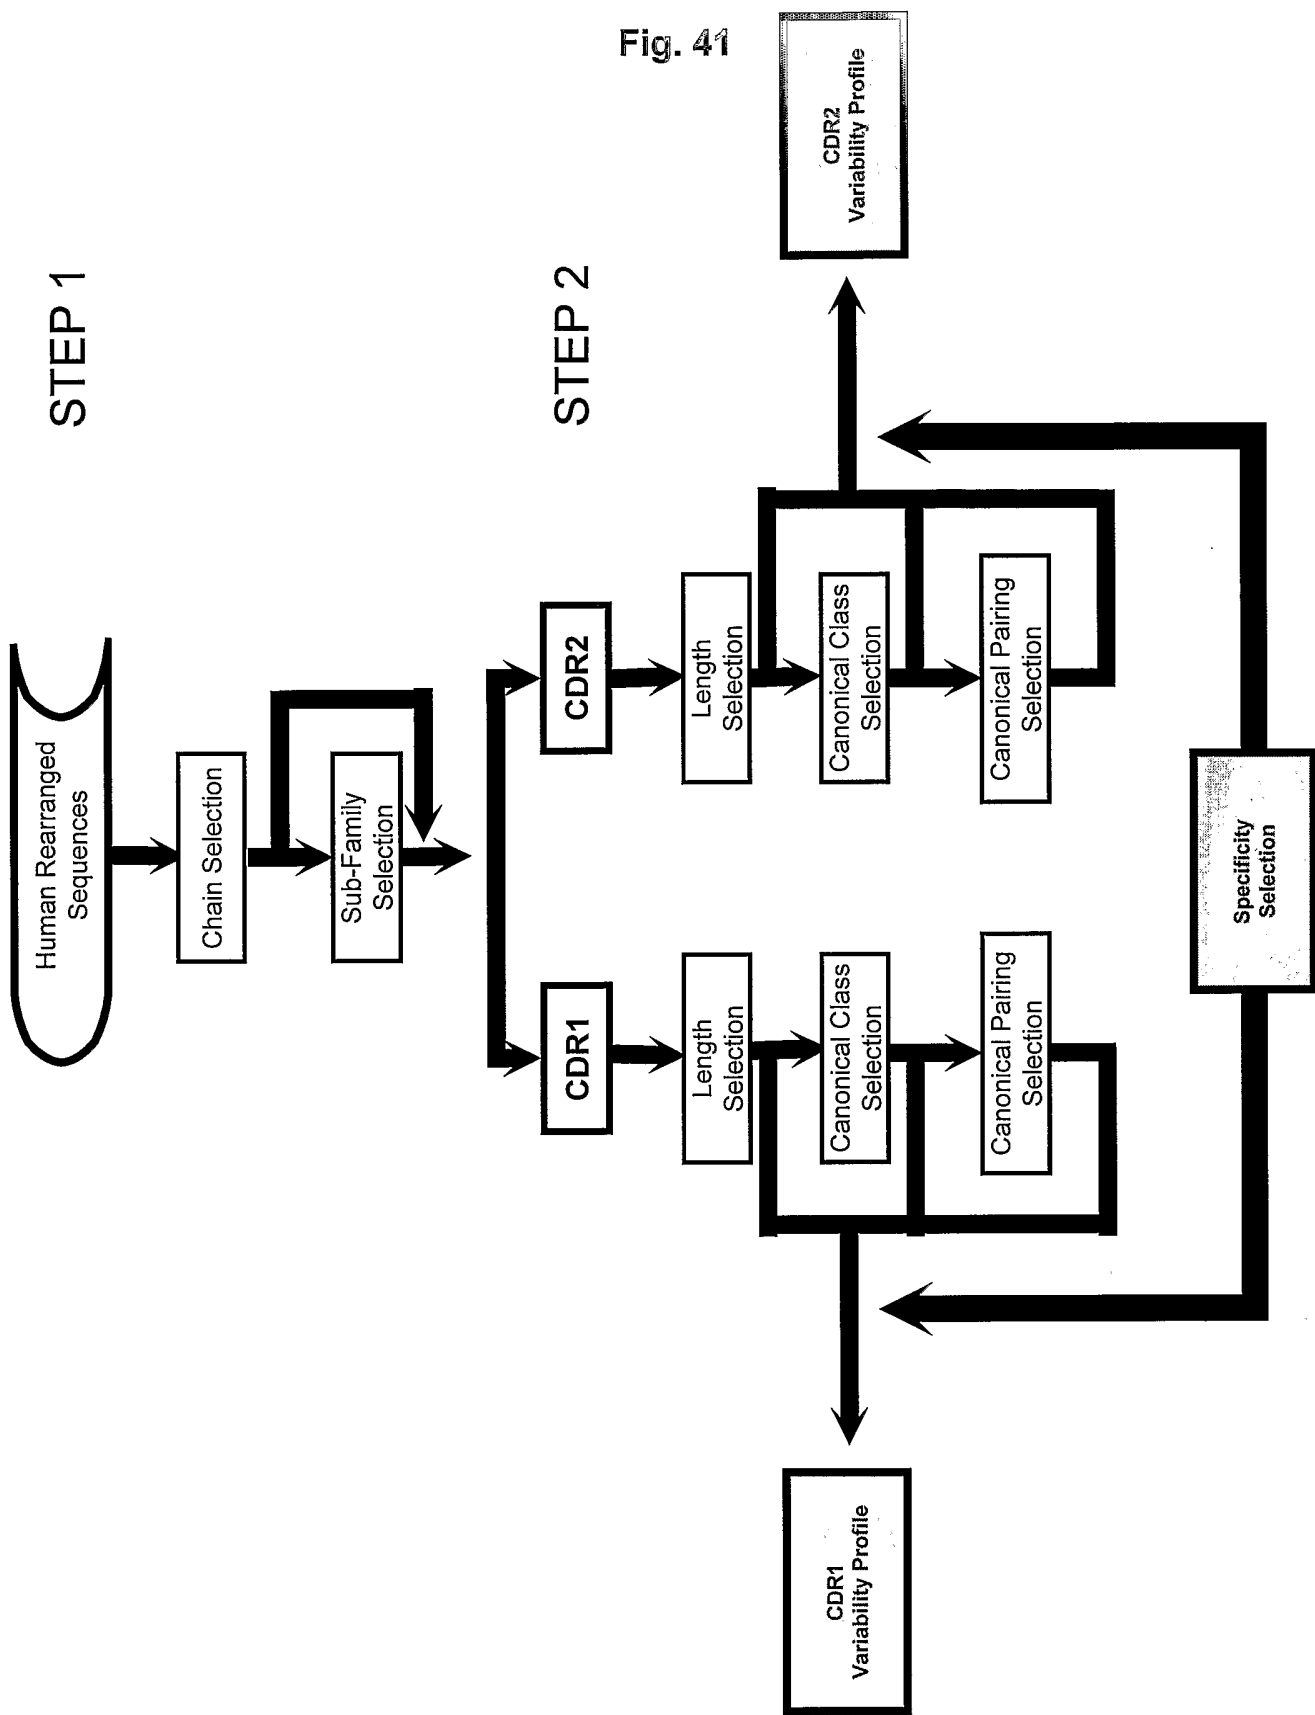 Fig. 41
STEP 1
Human Rearranged
Sequences
Chain Selection
Sub-Family
Selection
STEP 2
CDR1
CDR2
Length
Selection
Length
Selection
Canonical Class
Selection
Canonical Class
Selection
Canonical Pairing
Selection
Canonical Pairing
Selection
CDR1
Variability Profile
CDR2
Variability Profile
Specificity
Selection